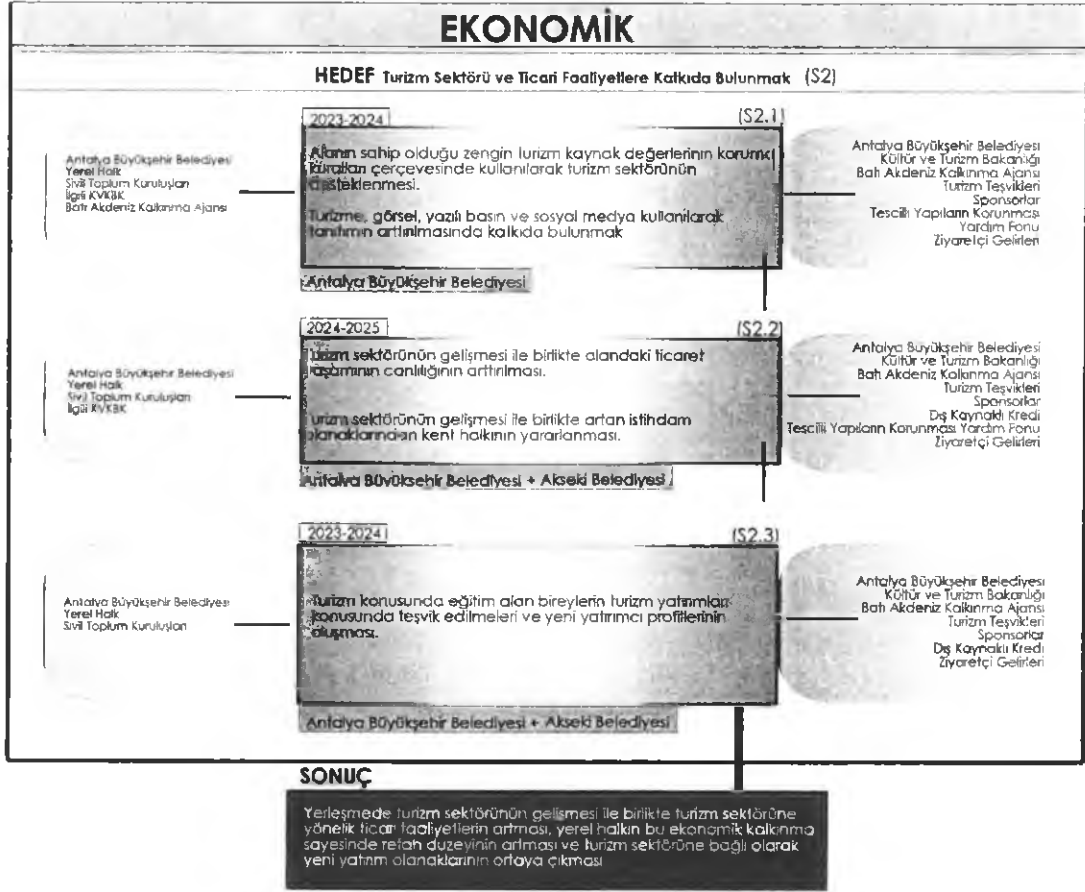 EKONOMİK
HEDEF Turizm Sektörü ve Ticari Faaliyetlere Katkıda Bulunmak (S2)
2023-2024
(S2.1)
Antalya Büyükşehir Belediyesi
Yerel Halk
Sivil Toplum Kuruluşları
İlgili KVKBK
Batı Akdeniz Kalkınma Ajansı
Alanın sahip olduğu zengin turizm kaynak değerlerinin korumcı
kuralları çerçevesinde kullanılarak turizm sektörünün
desteklenmesi.
Turizme, görsel, yazılı basın ve sosyal medya kullanılarak
tanıtımın arttırılmasında kalkıda bulunmak
Antalya Büyükşehir Belediyesi
Antalya Büyükşehir Belediyesi
Kültür ve Turizm Bakanlığı
Batı Akdeniz Kalkınma Ajansı
Turizm Teşvikleri
Sponsorlar
Tescilli Yapıların Korunması
Yardım Fonu
Ziyaretçi Gelirleri
2024-2025
(S2.2)
Antalya Büyükşehir Belediyesi
Yerel Halk
Sivil Toplum Kuruluşları
İlgili KVKBK
Turizm sektörünün gelişmesi ile birlikte alandaki ticaret
yaşamının canlılığının arttırılması.
Turizm sektörünün gelişmesi ile birlikte artan istihdam
olanaklarından kent halkının yararlanması.
Antalya Büyükşehir Belediyesi + Akseki Belediyesi
Antalya Büyükşehir Belediyesi
Kültür ve Turizm Bakanlığı
Batı Akdeniz Kalkınma Ajansı
Turizm Teşvikleri
Sponsorlar
Dış Kaynaklı Kredi
Tescilli Yapıların Korunması Yardım Fonu
Ziyaretçi Gelirleri
2023-2024
(S2.3)
Antalya Büyükşehir Belediyesi
Yerel Halk
Sivil Toplum Kuruluşları
Turizm konusunda eğitim alan bireylerin turizm yatırımları
konusunda teşvik edilmeleri ve yeni yatırımcı profillerinin
oluşması.
Antalya Büyükşehir Belediyesi + Akseki Belediyesi
Antalya Büyükşehir Belediyesi
Kültür ve Turizm Bakanlığı
Batı Akdeniz Kalkınma Ajansı
Turizm Teşvikleri
Sponsorlar
Dış Kaynaklı Kredi
Ziyaretçi Gelirleri
SONUÇ
Yerleşmede turizm sektörünün gelişmesi ile birlikte turizm sektörüne
yönelik ticari faaliyetlerin artması, yerel halkın bu ekonomik kalkınma
sayesinde refah düzeyinin artması ve turizm sektörüne bağlı olarak
yeni yatırım olanaklarının ortaya çıkması